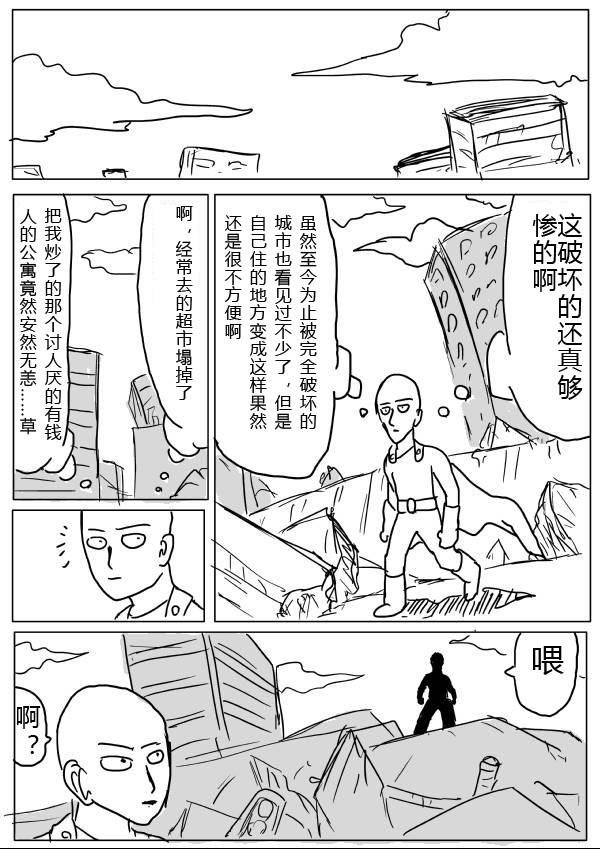 这破坏的还真够
惨的啊
虽然至今为止被完全破坏的
城市也看见过不少了，但是
自己住的地方变成这样果然
还是很不方便啊
啊，经常去的超市塌掉了
把我炒了的那个讨人厌的有钱
人的公寓竟然安然无恙……草
喂
啊？